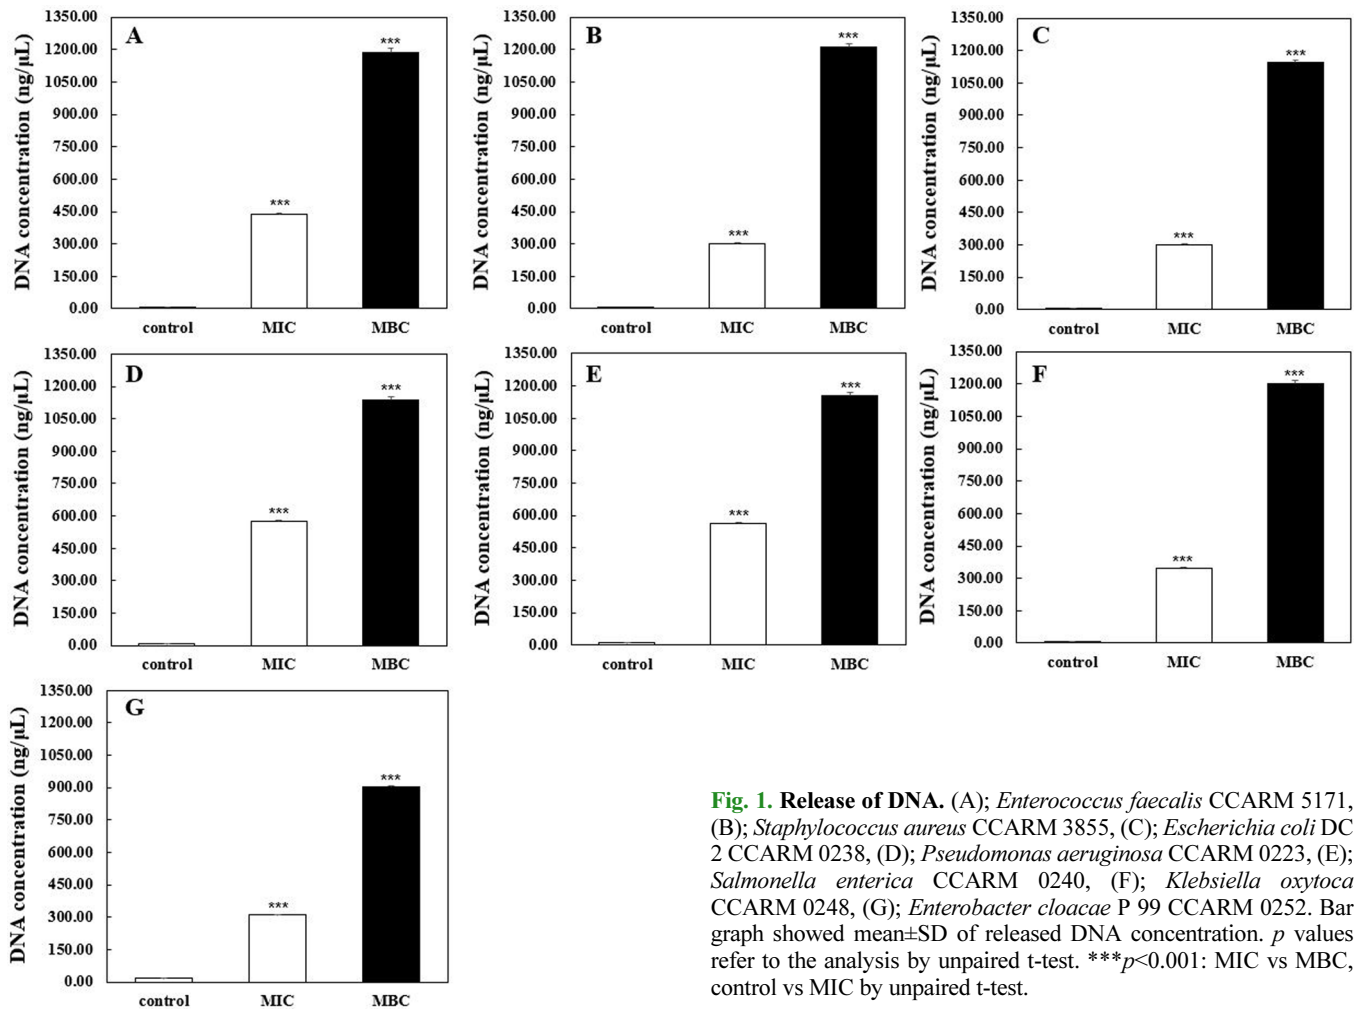 A
DNA concentration (ng/μL)
1350.00
1200.00
1050.00
900.00
750.00
600.00
450.00
300.00
150.00
0.00
***
***
control MIC MBC
B
DNA concentration (ng/μL)
1350.00
1200.00
1050.00
900.00
750.00
600.00
450.00
300.00
150.00
0.00
***
***
control MIC MBC
C
DNA concentration (ng/μL)
1350.00
1200.00
1050.00
900.00
750.00
600.00
450.00
300.00
150.00
0.00
***
***
control MIC MBC
D
DNA concentration (ng/μL)
1350.00
1200.00
1050.00
900.00
750.00
600.00
450.00
300.00
150.00
0.00
***
***
control MIC MBC
E
DNA concentration (ng/μL)
1350.00
1200.00
1050.00
900.00
750.00
600.00
450.00
300.00
150.00
0.00
***
***
control MIC MBC
F
DNA concentration (ng/μL)
1350.00
1200.00
1050.00
900.00
750.00
600.00
450.00
300.00
150.00
0.00
***
***
control MIC MBC
G
DNA concentration (ng/μL)
1350.00
1200.00
1050.00
900.00
750.00
600.00
450.00
300.00
150.00
0.00
***
***
control MIC MBC
Fig. 1. Release of DNA. (A); Enterococcus faecalis CCARM 5171,
(B); Staphylococcus aureus CCARM 3855, (C); Escherichia coli DC
2 CCARM 0238, (D); Pseudomonas aeruginosa CCARM 0223, (E);
Salmonella enterica CCARM 0240, (F); Klebsiella oxytoca
CCARM 0248, (G); Enterobacter cloacae P 99 CCARM 0252. Bar
graph showed mean±SD of released DNA concentration. p values
refer to the analysis by unpaired t-test. ***p<0.001: MIC vs MBC,
control vs MIC by unpaired t-test.